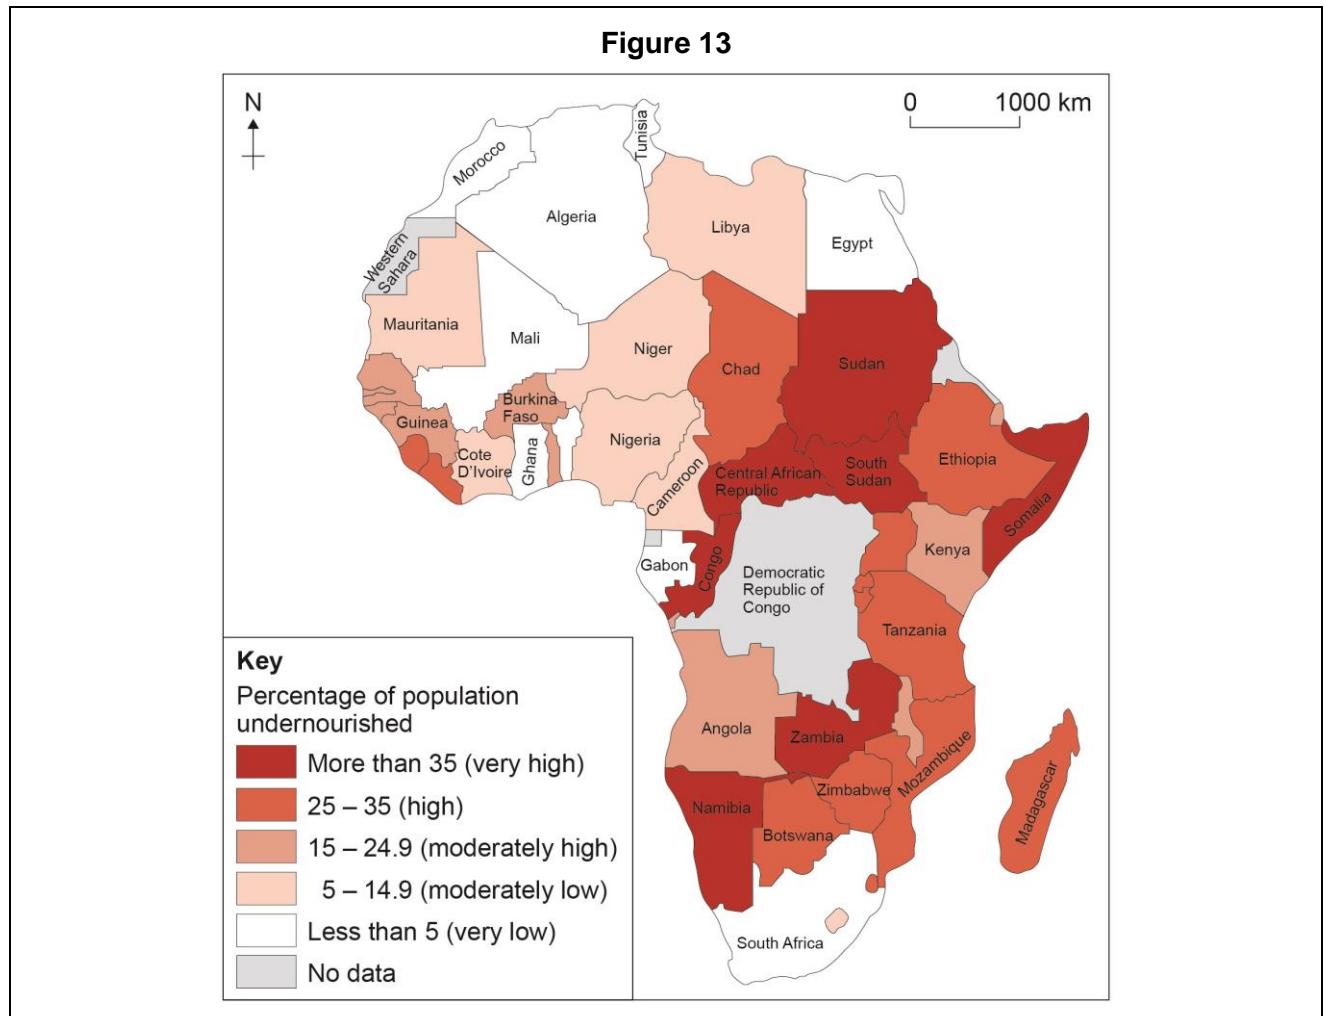 Figure 13
N
0 1000 km
Tunisia
Morocco
Algeria
Libya
Egypt
Western
Sahara
Mauritania
Mali
Niger
Chad
Sudan
Burkina
Faso
Guinea
Cote
D'Ivoire
Ghana
Nigeria
Cameroon
Central African
Republic
South
Sudan
Ethiopia
Somalia
Gabon
Congo
Democratic
Republic of
Congo
Kenya
Tanzania
Angola
Zambia
Mozambique
Zimbabwe
Namibia
Botswana
Madagascar
South Africa
Key
Percentage of population
undernourished
More than 35 (very high)
25 – 35 (high)
15 – 24.9 (moderately high)
5 – 14.9 (moderately low)
Less than 5 (very low)
No data